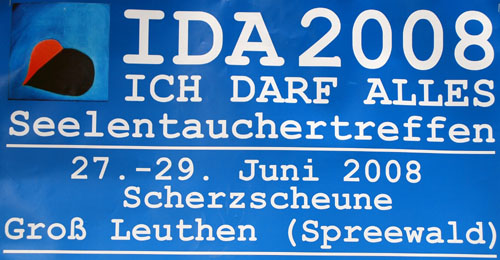 IDA 2008
ICH DARF ALLES
Seelentauchertreffen
27.-29. Juni 2008
Scherzscheune
Groß Leuthen (Spreewald)